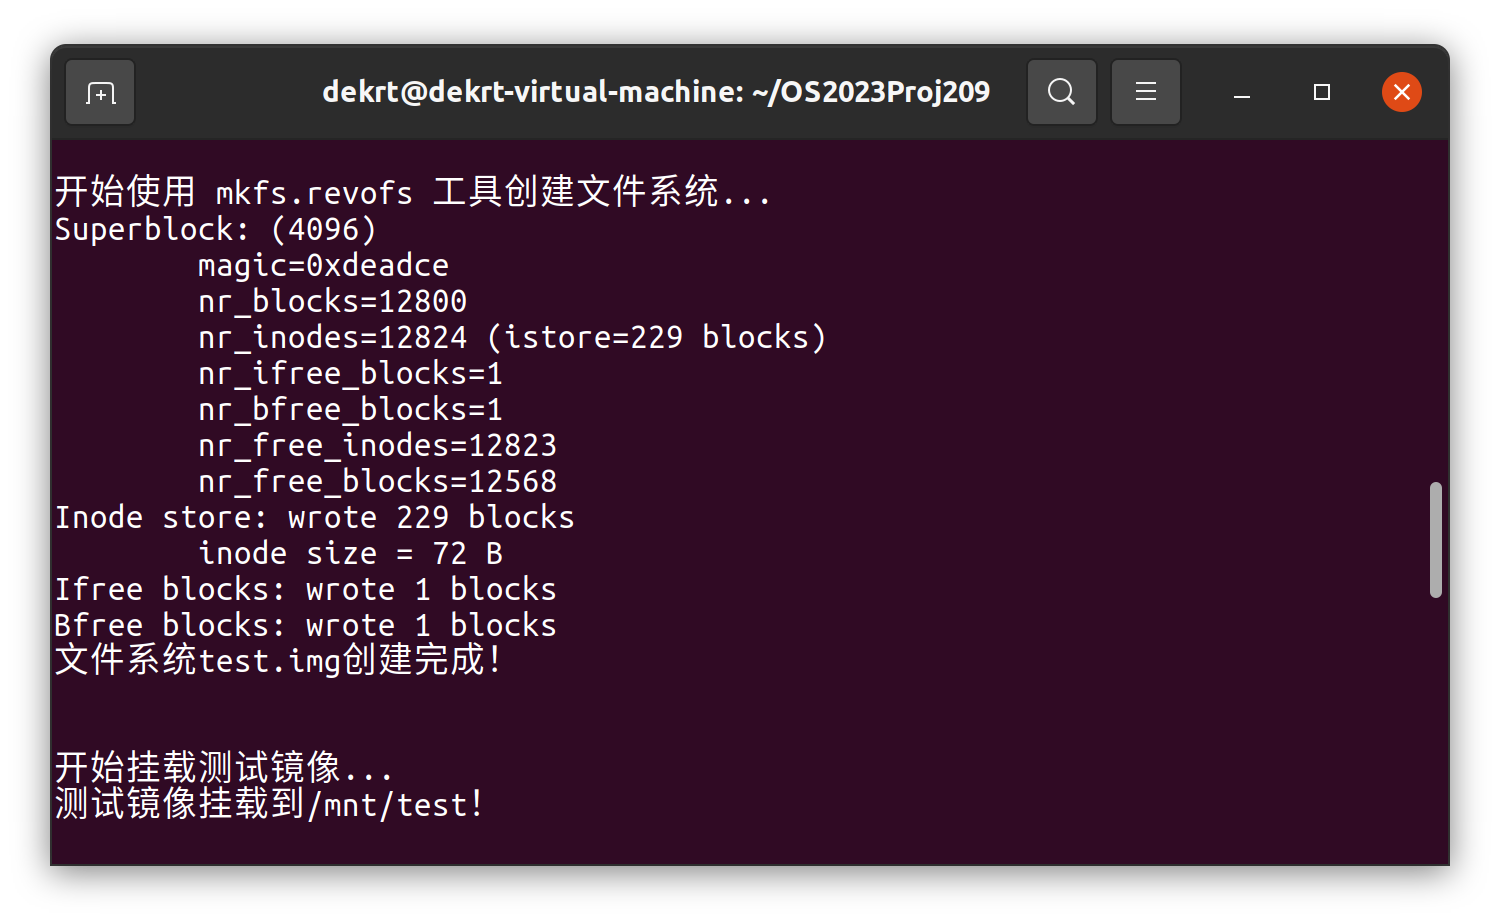 dekrt@dekrt-virtual-machine: ~/OS2023Proj209
开始使用 mkfs.revofs 工具创建文件系统...
Superblock: (4096)
magic=0xdeadce
nr_blocks=12800
nr_inodes=12824 (istore=229 blocks)
nr_ifree_blocks=1
nr_bfree_blocks=1
nr_free_inodes=12823
nr_free_blocks=12568
Inode store: wrote 229 blocks
inode size = 72 B
Ifree blocks: wrote 1 blocks
Bfree blocks: wrote 1 blocks
文件系统test.img创建完成！
开始挂载测试镜像...
测试镜像挂载到/mnt/test！